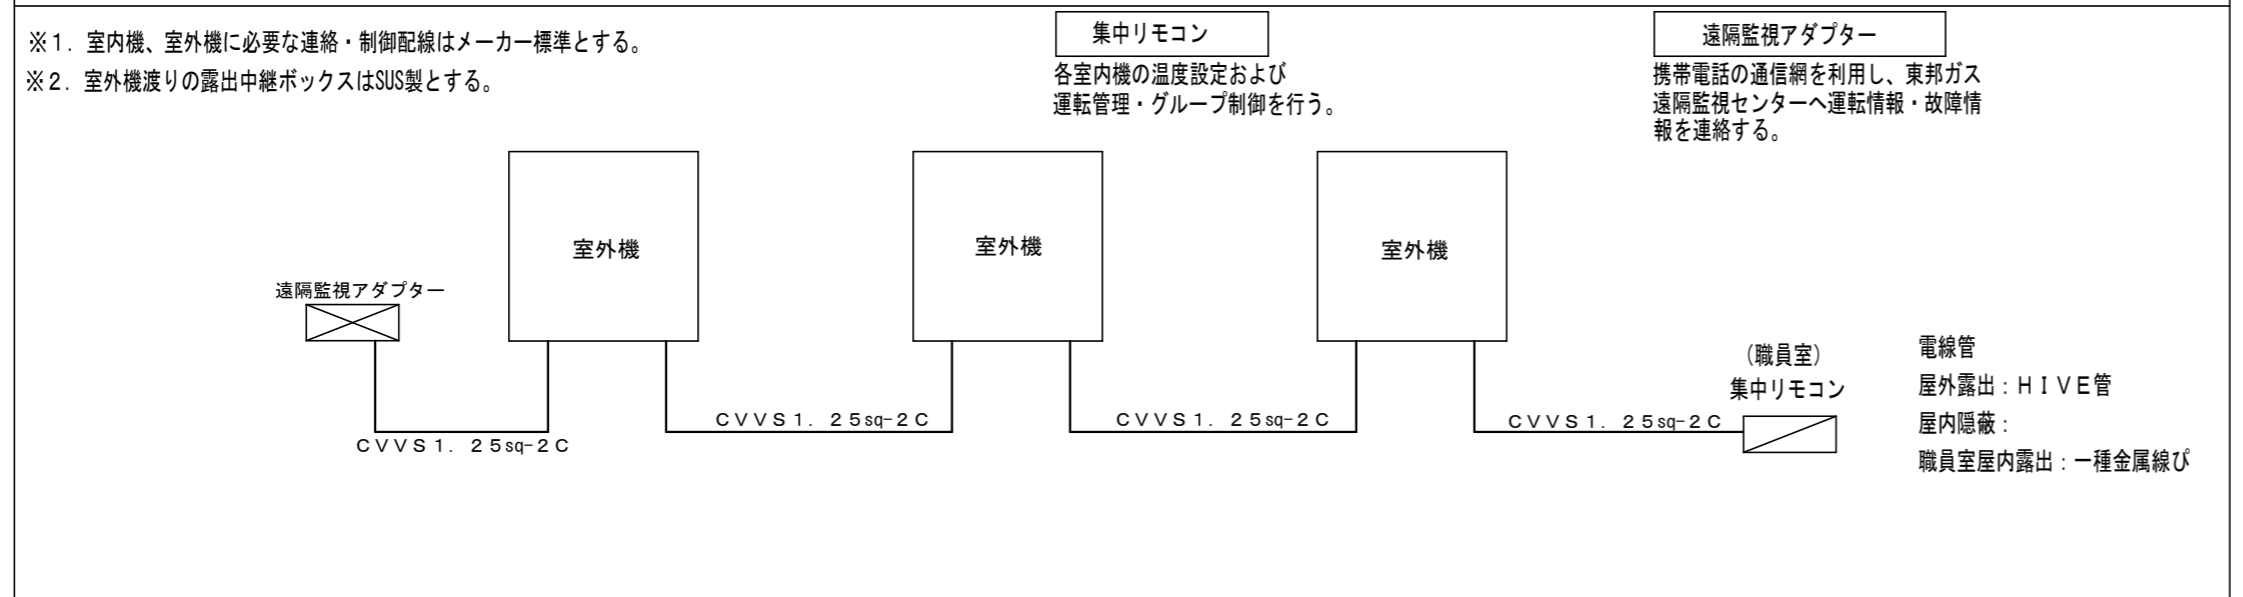 ※1. 室内機、室外機に必要な連絡・制御配線はメーカー標準とする。
※2. 室外機渡りの露出中継ボックスはSUS製とする。
集中リモコン
各室内機の温度設定および
運転管理・グループ制御を行う。
遠隔監視アダプター
携帯電話の通信網を利用し、東邦ガス
遠隔監視センターへ運転情報・故障情
報を連絡する。
室外機
室外機
室外機
遠隔監視アダプター
CVVS1. 25sq-2C
CVVS1. 25sq-2C
CVVS1. 25sq-2C
CVVS1. 25sq-2C
(職員室)
集中リモコン
電線管
屋外露出:HIVE管
屋内隠蔽:
職員室屋内露出:一種金属線ぴ